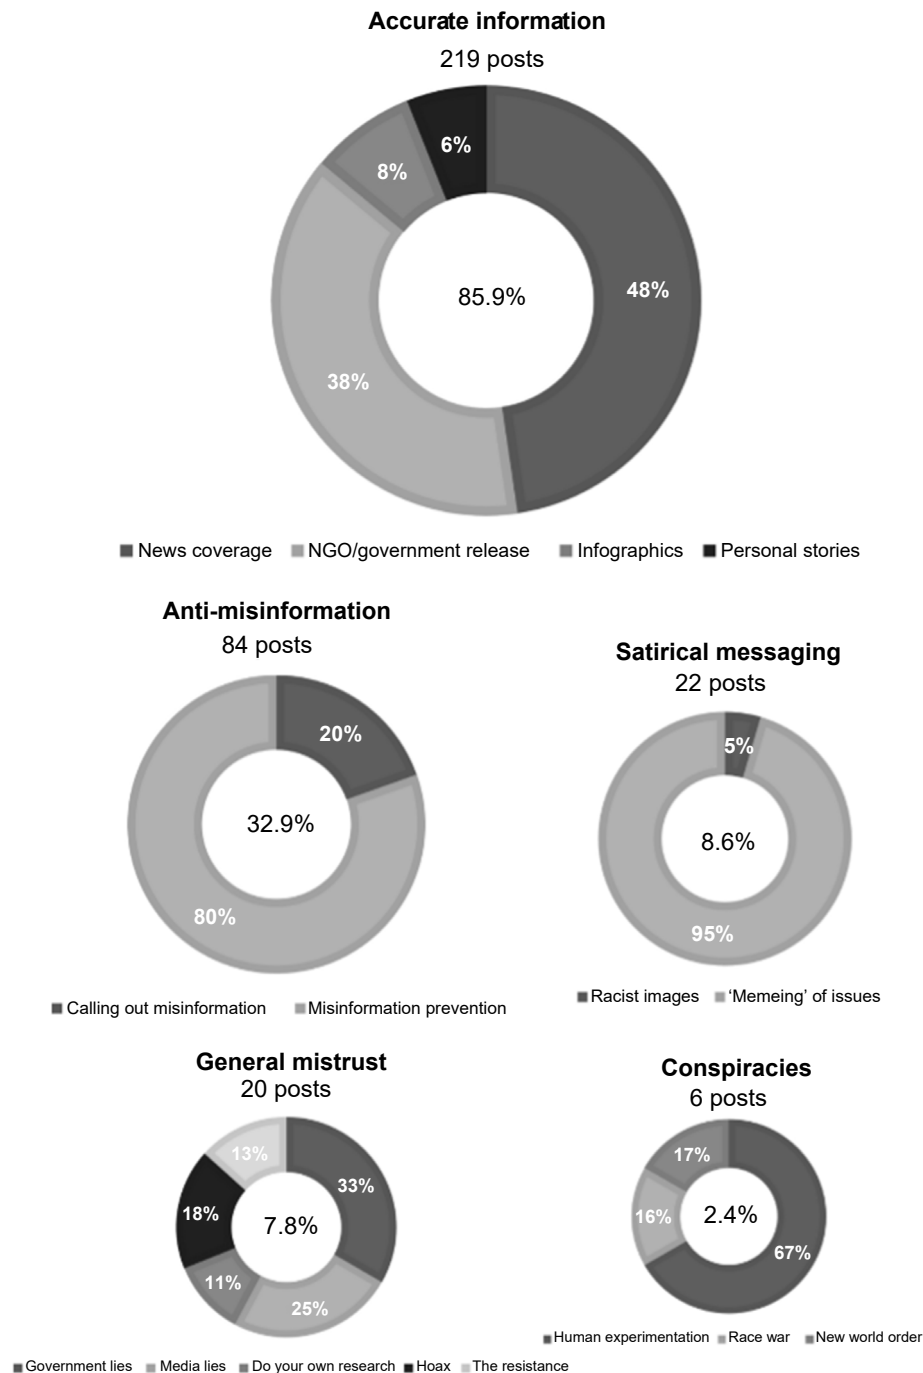 Accurate information
219 posts
6%
8%
48%
85.9%
38%
News coverage NGO/government release Infographics Personal stories
Anti-misinformation
84 posts
20%
32.9%
80%
Calling out misinformation Misinformation prevention
Satirical messaging
22 posts
5%
8.6%
95%
Racist images ‘Memeing’ of issues
General mistrust
20 posts
13%
33%
18%
7.8%
11%
25%
Government lies Media lies Do your own research Hoax The resistance
Conspiracies
6 posts
17%
16%
2.4%
67%
Human experimentation Race war New world order